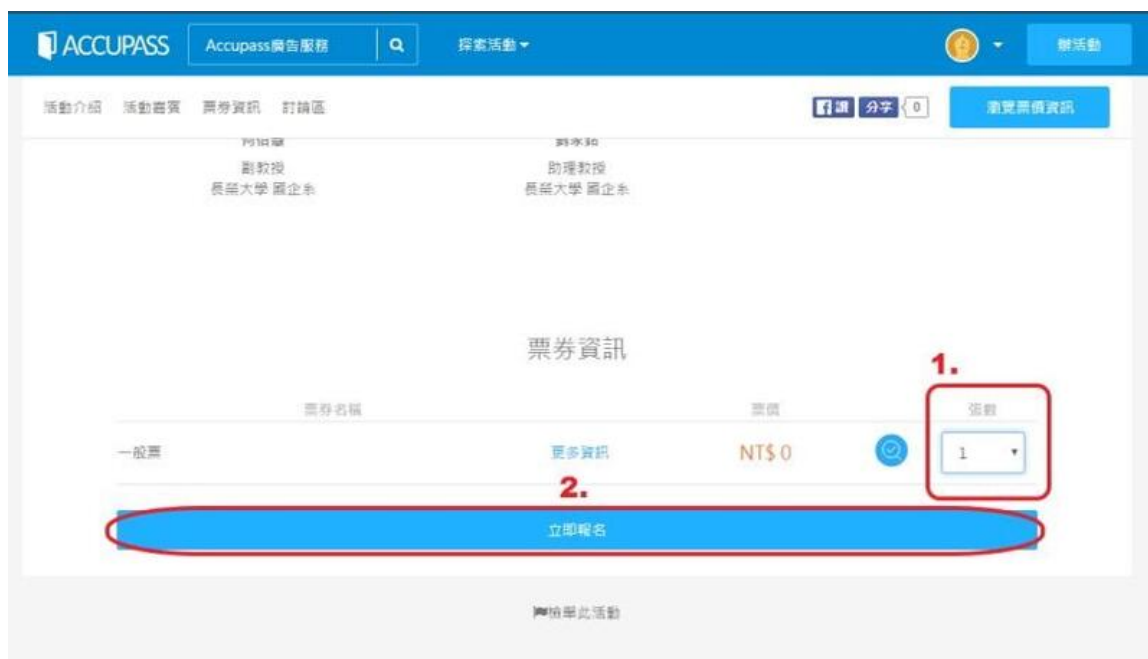 ACCUPASS Accupass廣告服務 探索活動 辦活動
活動介紹 活動嘉賓 票券資訊 討論區 讚 分享 0 瀏覽票價資訊
副教授 助理教授
長榮大學 國企系 長榮大學 國企系
票券資訊
1.
票券名稱 票價 張數
一般票 更多資訊 NT$ 0 1
2.
立即報名
檢舉此活動